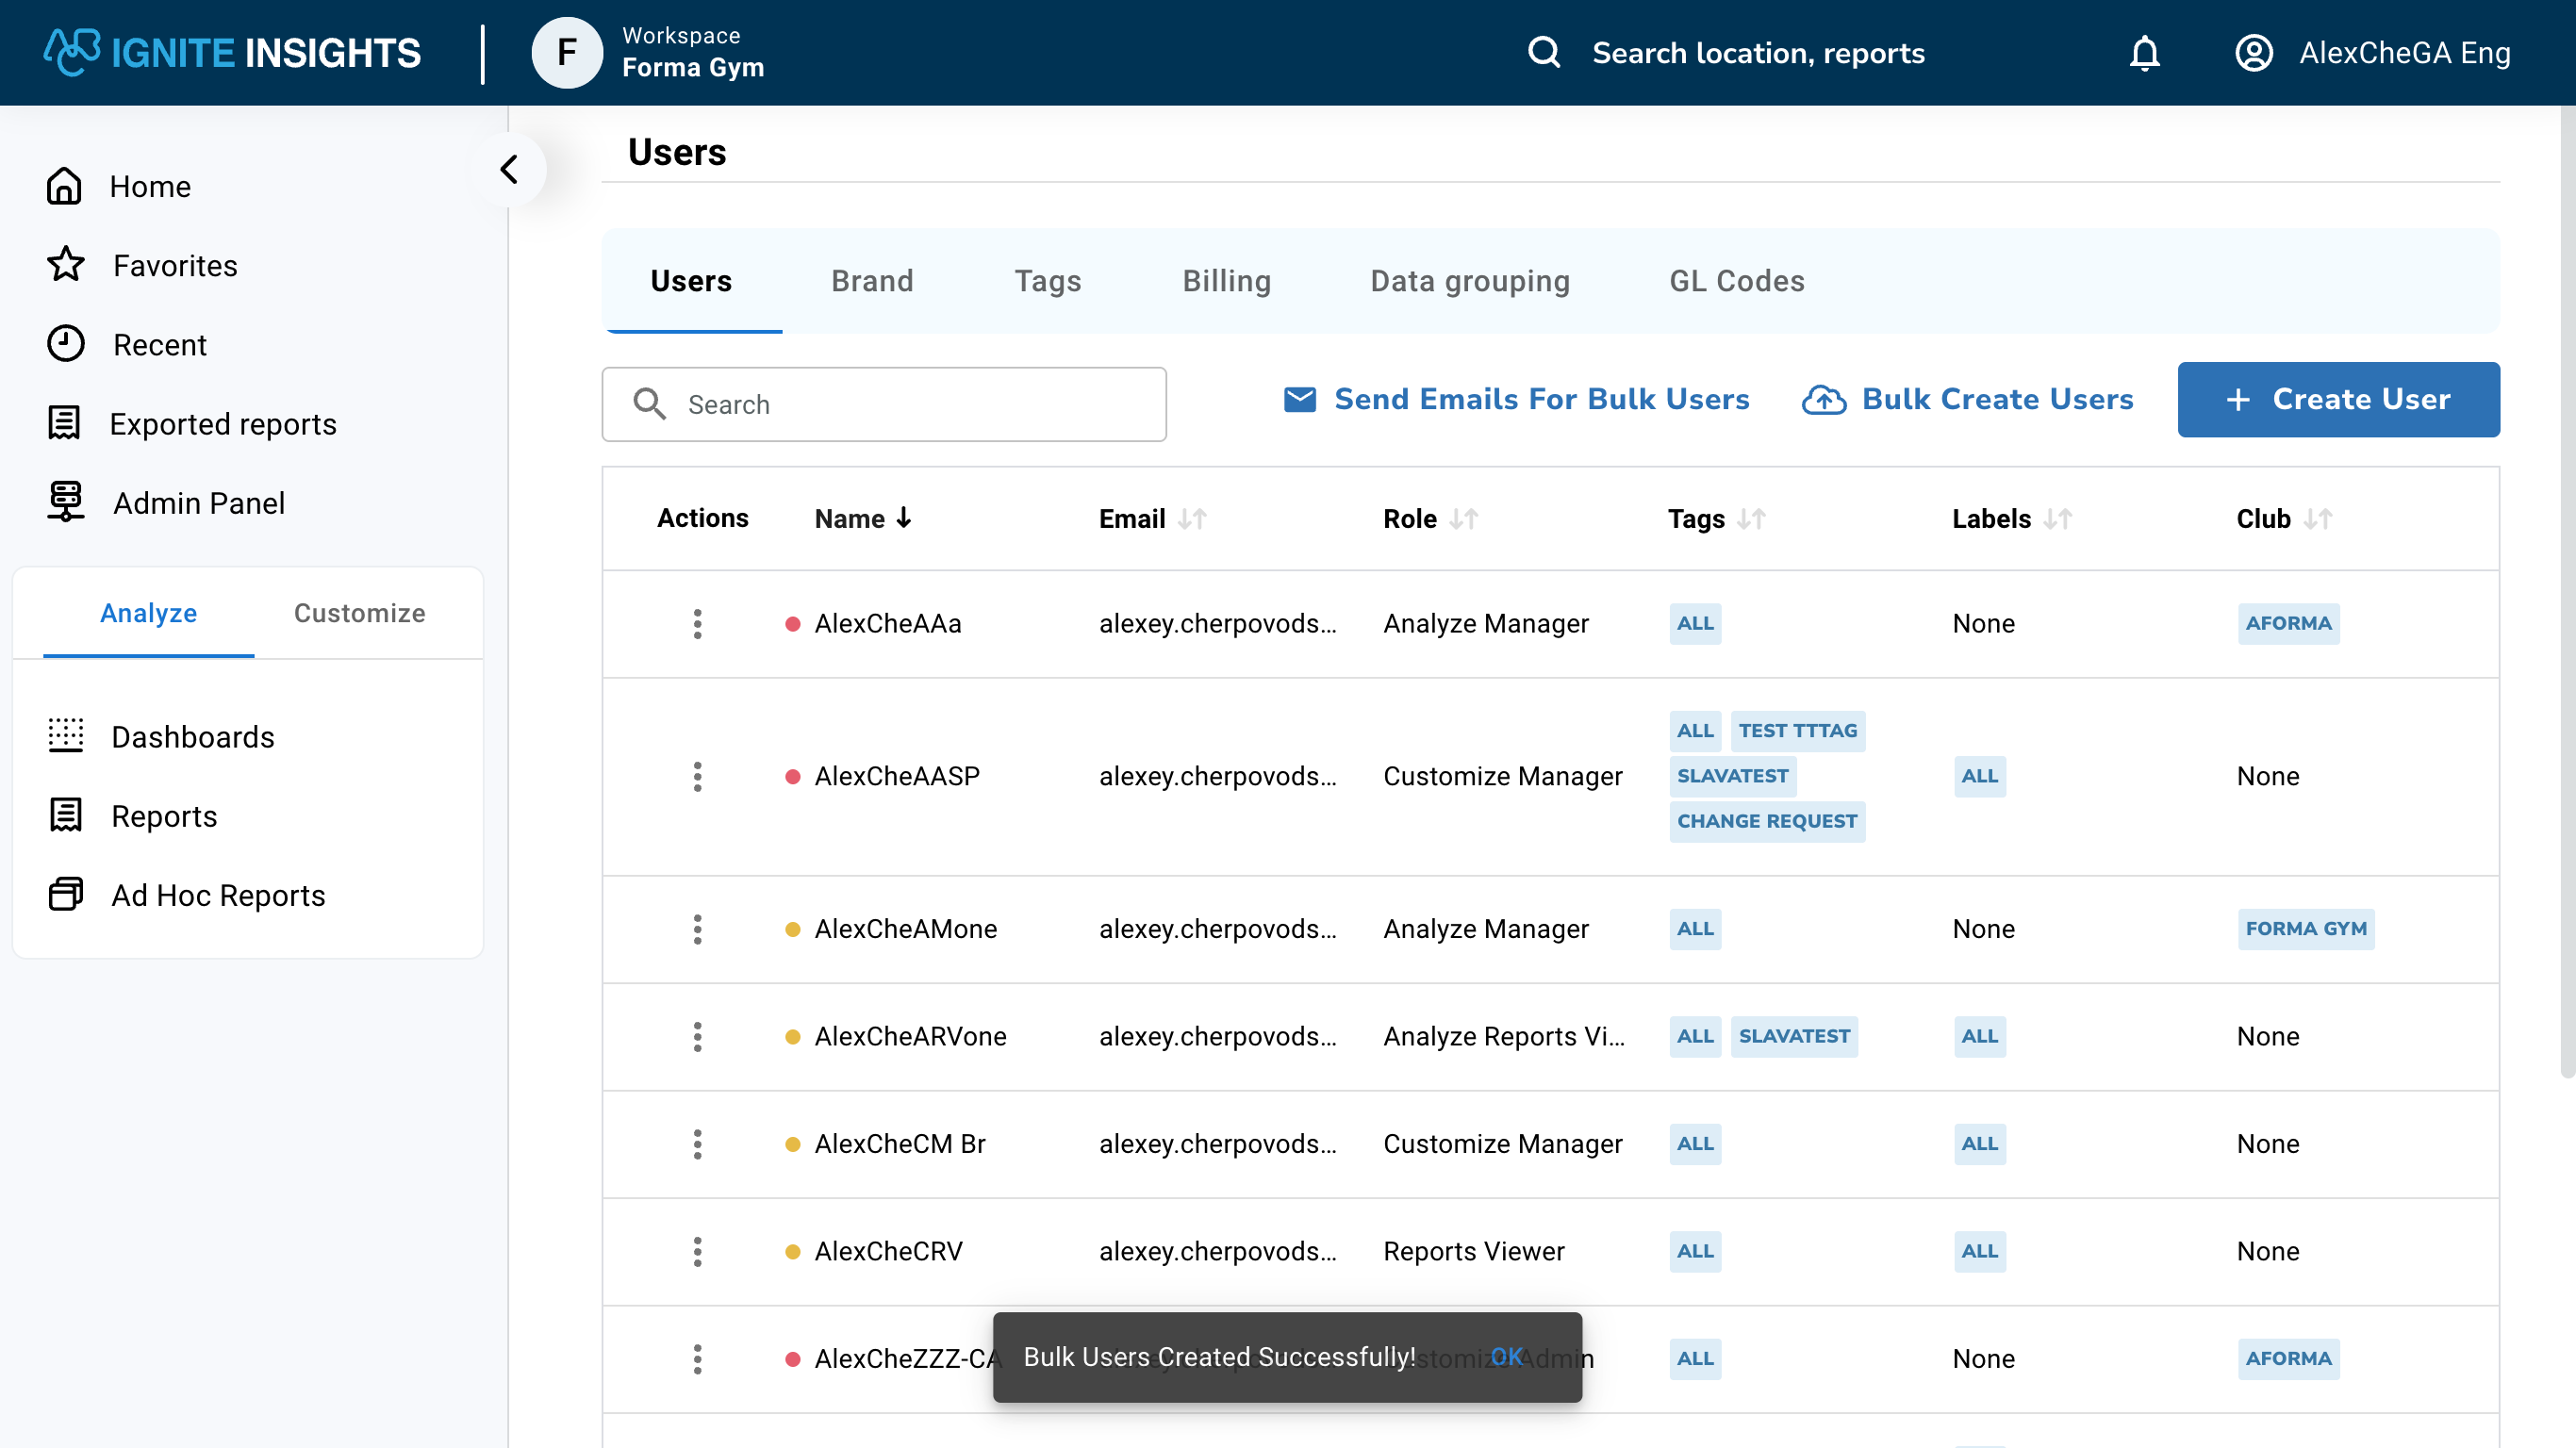 ABC IGNITE INSIGHTS
F
Workspace
Forma Gym
Search location, reports
AlexCheGA Eng
Home
Favorites
Recent
Exported reports
Admin Panel
Analyze
Customize
Dashboards
Reports
Ad Hoc Reports
Users
Users
Brand
Tags
Billing
Data grouping
GL Codes
Search
Send Emails For Bulk Users
Bulk Create Users
+ Create User
Actions Name Email Role Tags Labels Club
AlexCheAAa alexey.cherpovods... Analyze Manager ALL None AFORMA
AlexCheAASP alexey.cherpovods... Customize Manager ALL TEST TTTAG SLAVATEST CHANGE REQUEST ALL None
AlexCheAMone alexey.cherpovods... Analyze Manager ALL None FORMA GYM
AlexCheARVone alexey.cherpovods... Analyze Reports Vi... ALL SLAVATEST ALL None
AlexCheCM Br alexey.cherpovods... Customize Manager ALL ALL None
AlexCheCRV alexey.cherpovods... Reports Viewer ALL ALL None
AlexCheZZZ-CA ALL None AFORMA
Bulk Users Created Successfully! OK